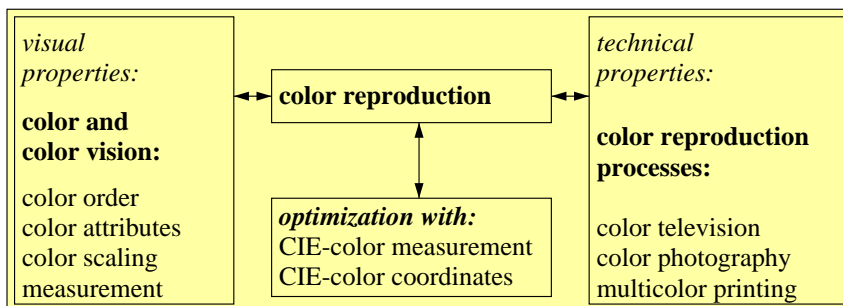 visual
properties:
color and
color vision:
color order
color attributes
color scaling
measurement
color reproduction
optimization with:
CIE-color measurement
CIE-color coordinates
technical
properties:
color reproduction
processes:
color television
color photography
multicolor printing